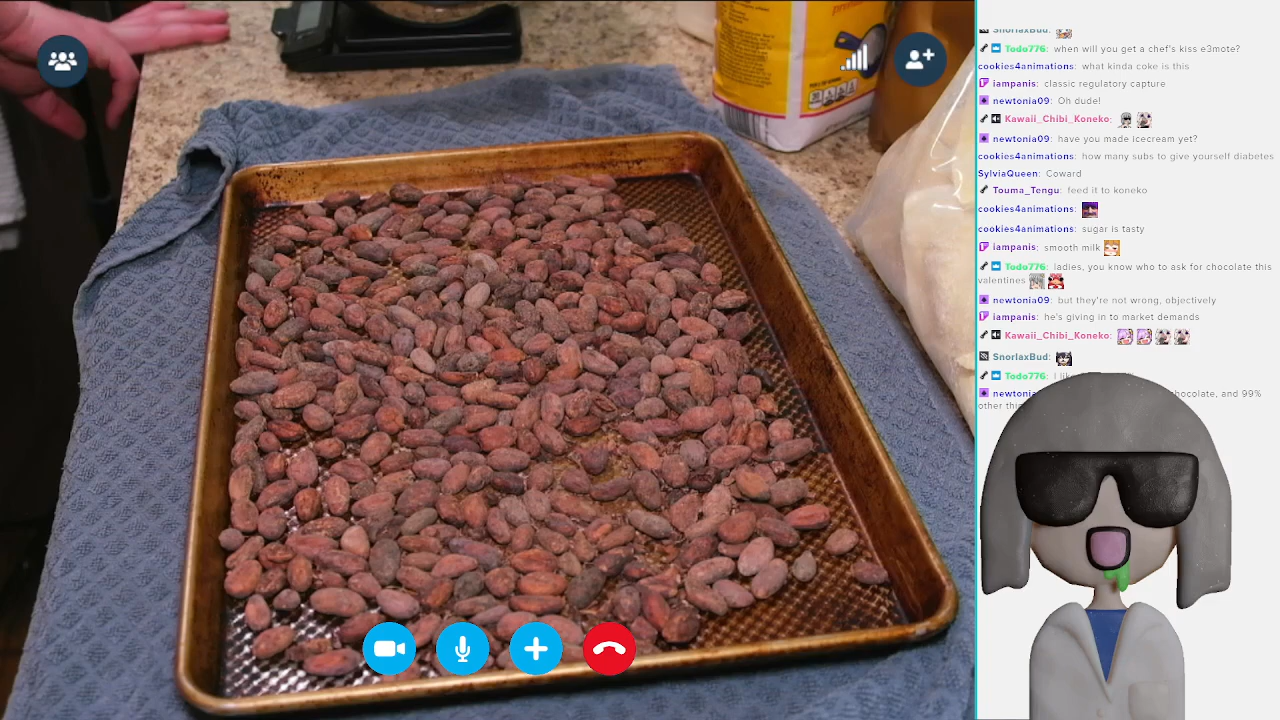 SnorlaxBud:
Todo776: when will you get a chef's kiss e3mote?
cookies4animations: what kinda coke is this
iampanis: classic regulatory capture
newtonia09: Oh dude!
Kawaii_Chibi_Koneko:
newtonia09: have you made icecream yet?
cookies4animations: how many subs to give yourself diabetes
SylviaQueen: Coward
Touma_Tengu: feed it to koneko
cookies4animations:
cookies4animations: sugar is tasty
iampanis: smooth milk
Todo776: ladies, you know who to ask for chocolate this
valentines
newtonia09: but they're not wrong, objectively
iampanis: he's giving in to market demands
Kawaii_Chibi_Koneko:
SnorlaxBud:
Todo776: I
newtonia chocolate, and 99%
other